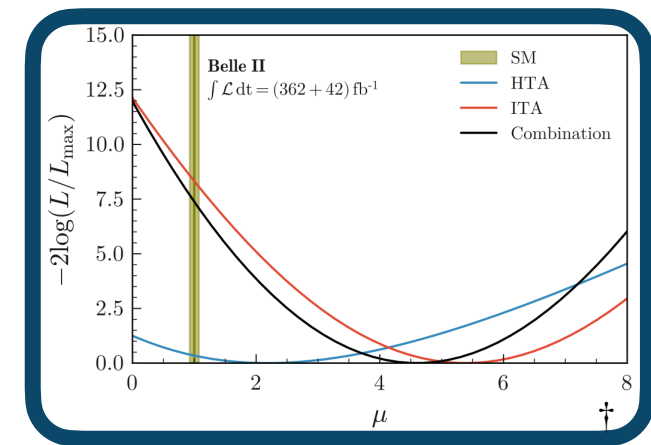 15.0
12.5
10.0
7.5
5.0
2.5
0.0
−2log(L/L_max)
Belle II
∫ 𝓛 dt = (362 + 42) fb⁻¹
SM
HTA
ITA
Combination
0 2 4 6 8
μ
†